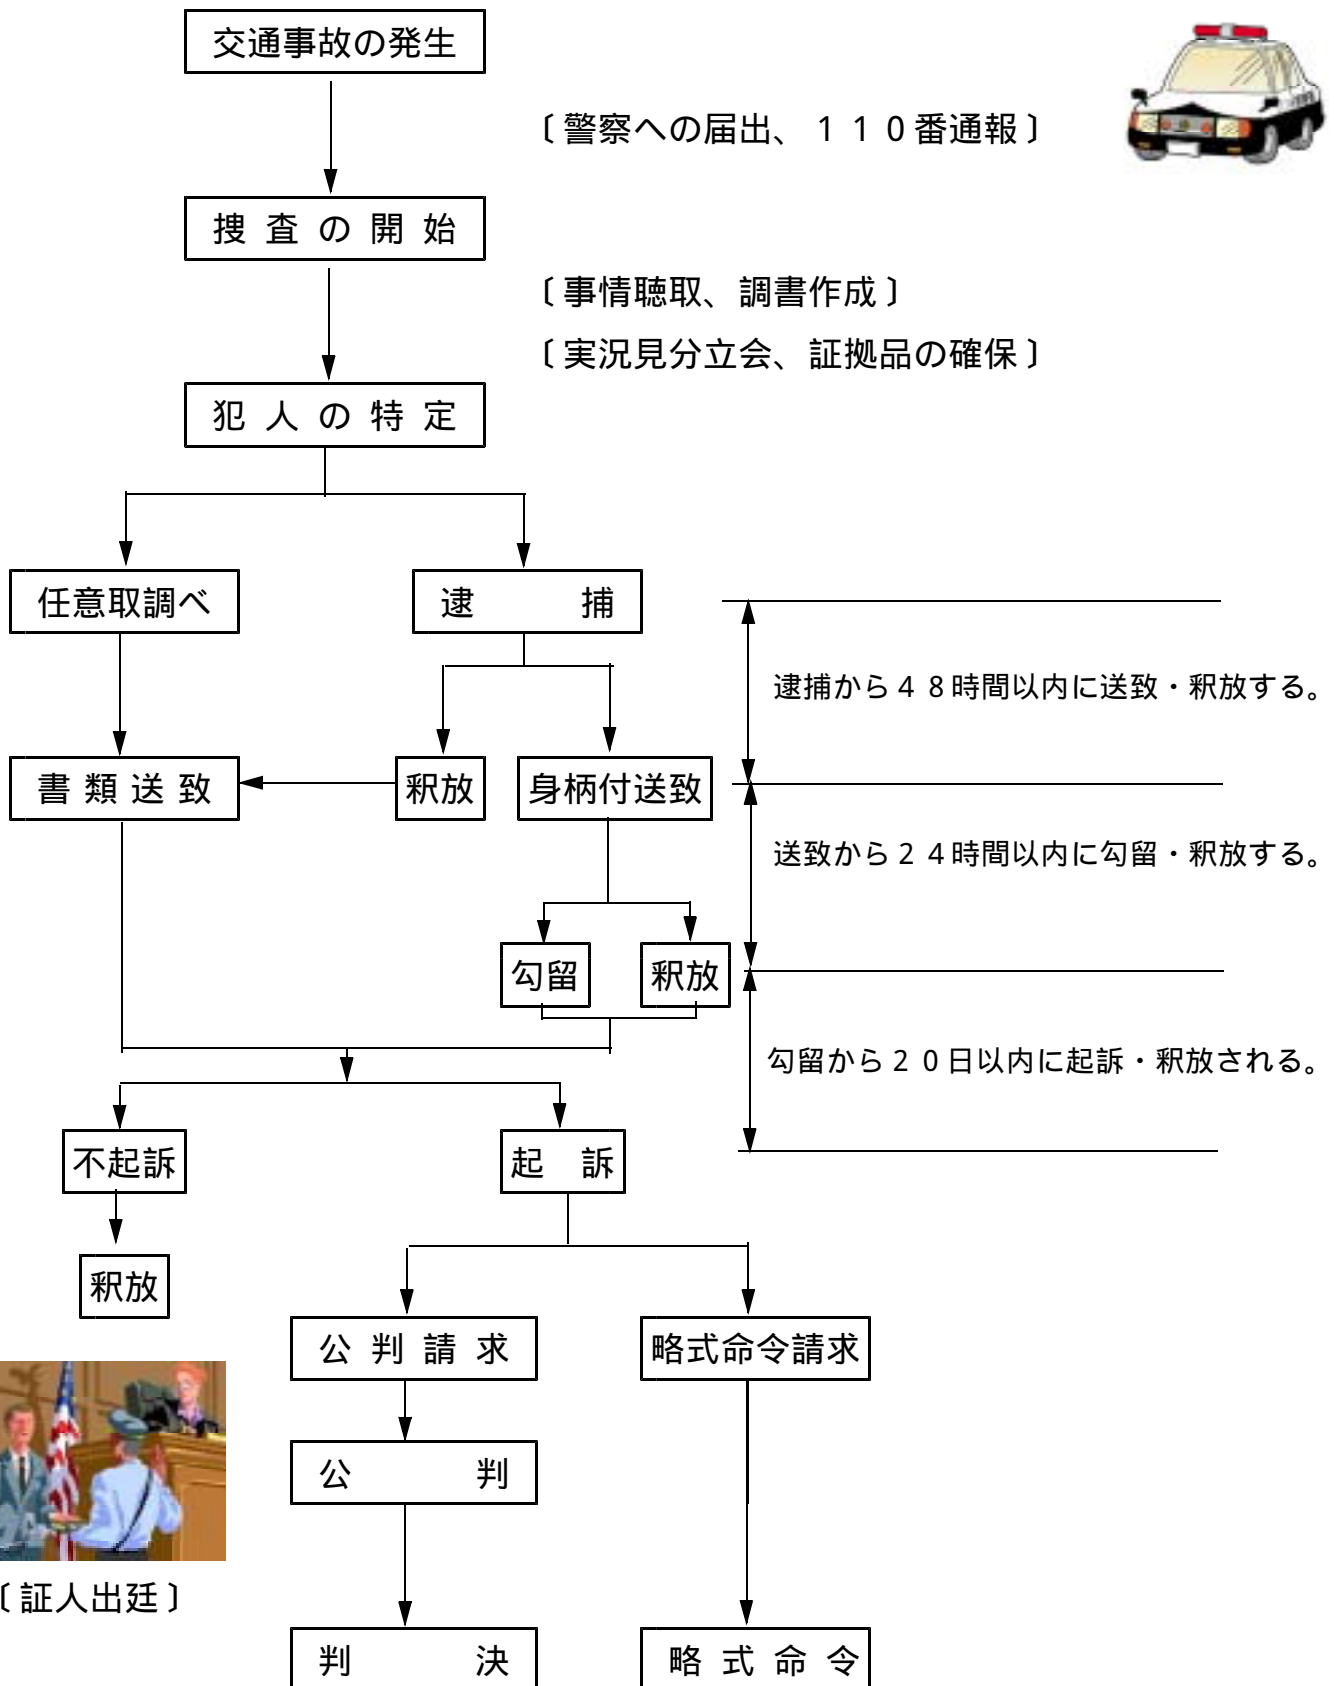 交通事故の発生
〔警察への届出、１１０番通報〕
捜査の開始
〔事情聴取、調書作成〕
〔実況見分立会、証拠品の確保〕
犯人の特定
任意取調べ
逮捕
逮捕から４８時間以内に送致・釈放する。
書類送致
釈放
身柄付送致
送致から２４時間以内に勾留・釈放する。
勾留
釈放
勾留から２０日以内に起訴・釈放される。
不起訴
起訴
釈放
公判請求
略式命令請求
公判
〔証人出廷〕
判決
略式命令